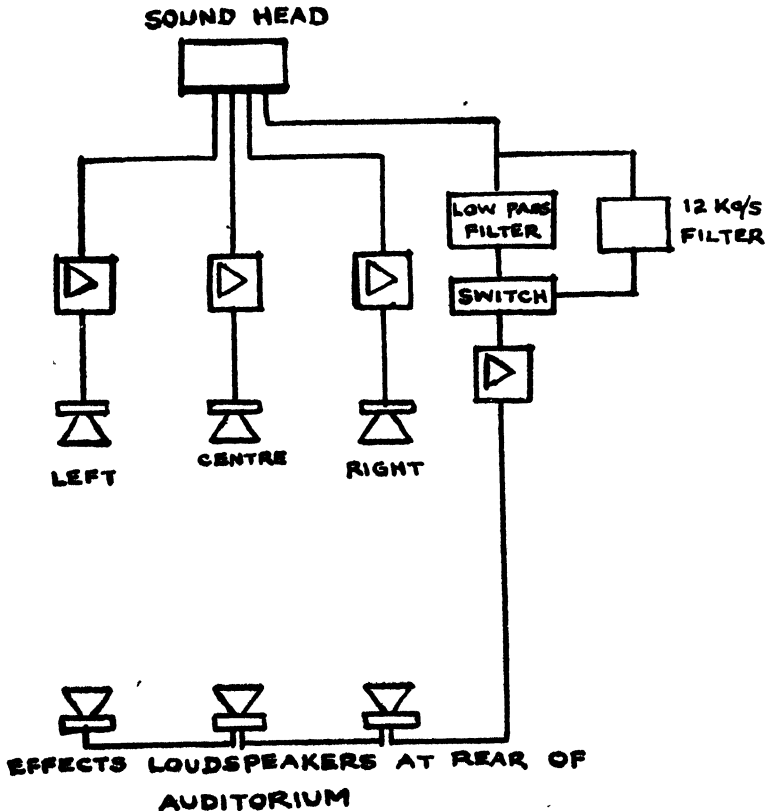 SOUND HEAD
LOW PASS
FILTER
12 Kc/s
FILTER
SWITCH
LEFT
CENTRE
RIGHT
EFFECTS LOUDSPEAKERS AT REAR OF
AUDITORIUM